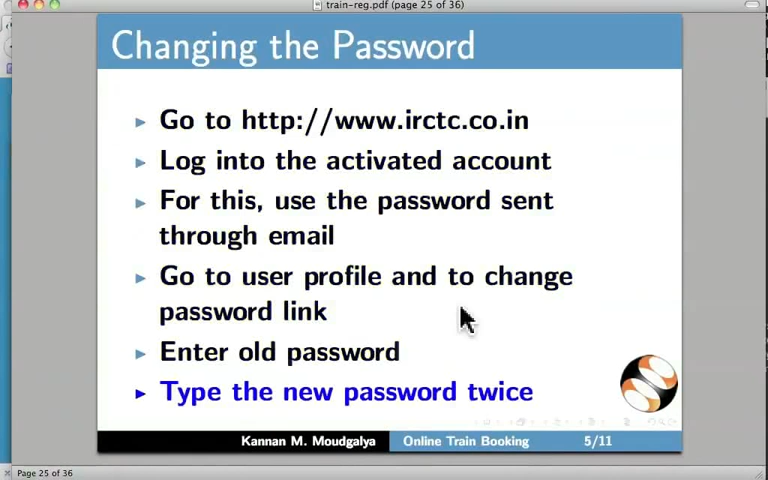 train-reg.pdf (page 25 of 36)
Changing the Password
Go to http://www.irctc.co.in
Log into the activated account
For this, use the password sent
through email
Go to user profile and to change
password link
Enter old password
Type the new password twice
Kannan M. Moudgalya Online Train Booking 5/11
Page 25 of 36